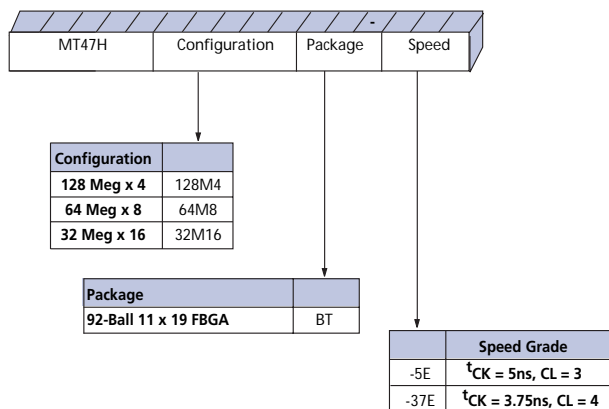 -
MT47H Configuration Package Speed
Configuration
128 Meg x 4 128M4
64 Meg x 8 64M8
32 Meg x 16 32M16
Package
92-Ball 11 x 19 FBGA BT
Speed Grade
-5E tCK = 5ns, CL = 3
-37E tCK = 3.75ns, CL = 4